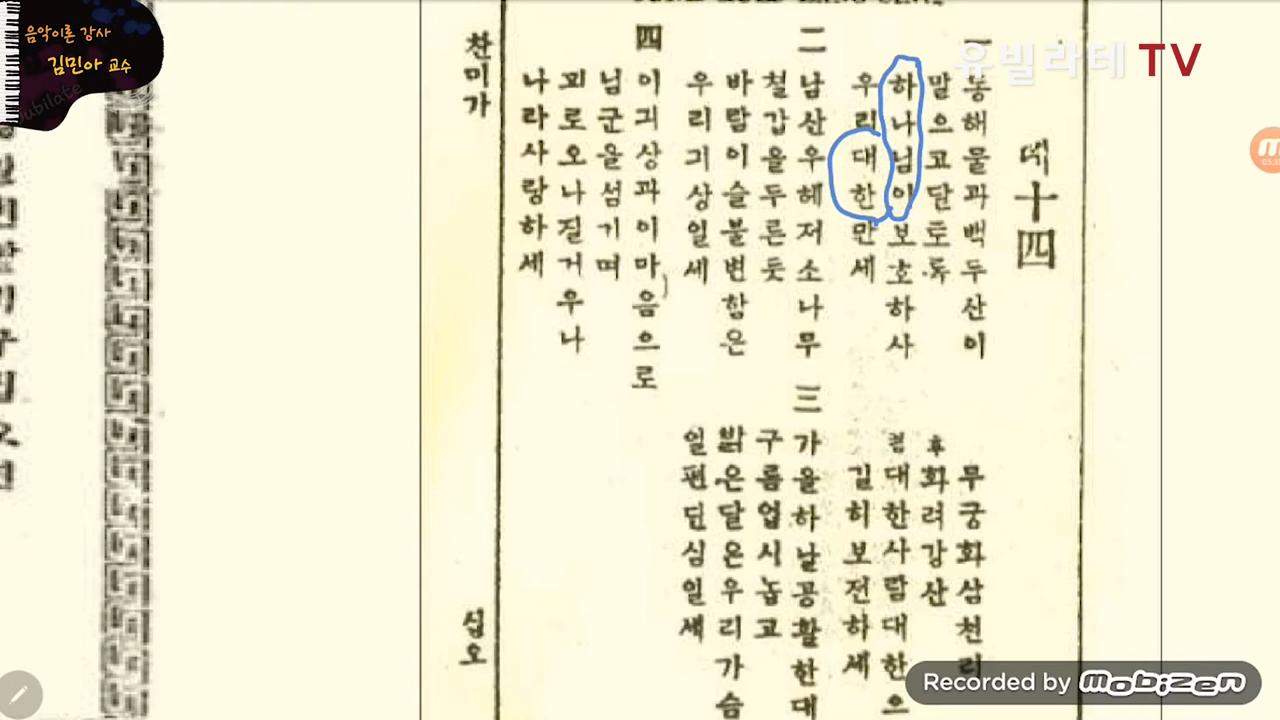 음악이론 강사
김민아 교수
ubilate
유빌라테 TV
뎨十四
一
동해물과백두산이
말으고달토록
하나님이보호하사
우리대한만세
후 무궁화삼천리
렴 화려강산
대한사람대한으
길히보전하세
二
남산우헤저소나무
철갑을두른듯
바람이슬불변함은
우리긔상일세
三
가을하날공활한대
구름업시놉고
밝은달은우리가슴
일편단심일세
四
이긔상과이마음으로
님군을섬기며
괴로오나질거우나
나라사랑하세
찬미가
십오
Recorded by mobizen